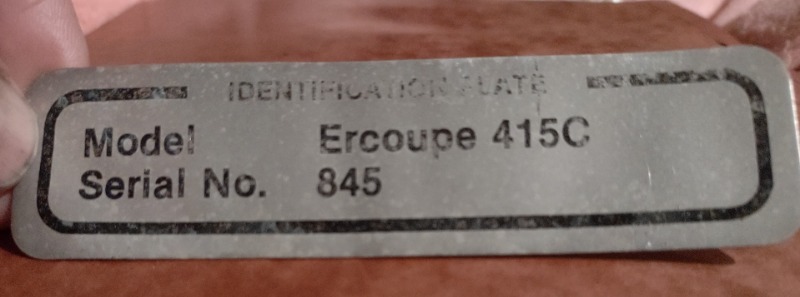 IDENTIFICATION PLATE
Model Ercoupe 415C
Serial No. 845